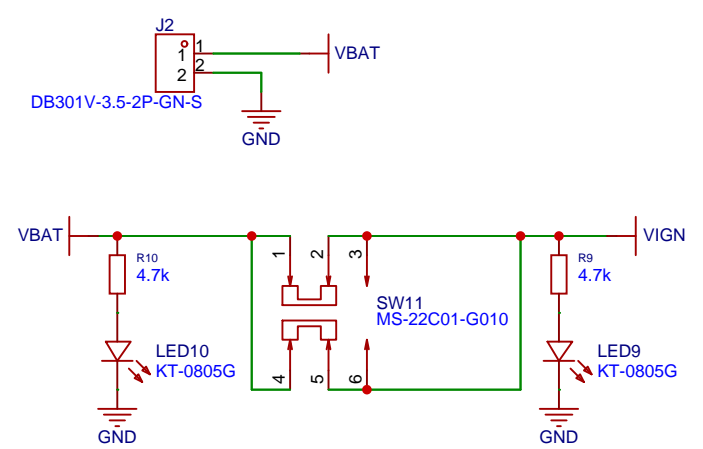 J2
1
1
2
2
VBAT
DB301V-3.5-2P-GN-S
GND
VBAT
VIGN
R10
4.7k
1
2
3
R9
4.7k
SW11
MS-22C01-G010
LED10
KT-0805G
4
5
6
LED9
KT-0805G
GND
GND